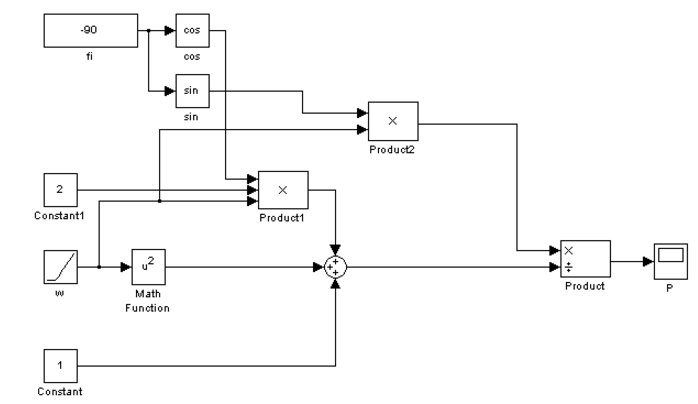 -90
fi
cos
cos
sin
sin
×
Product2
2
Constant1
×
Product1
w
u2
Math
Function
+
+
+
×
÷
Product
P
1
Constant